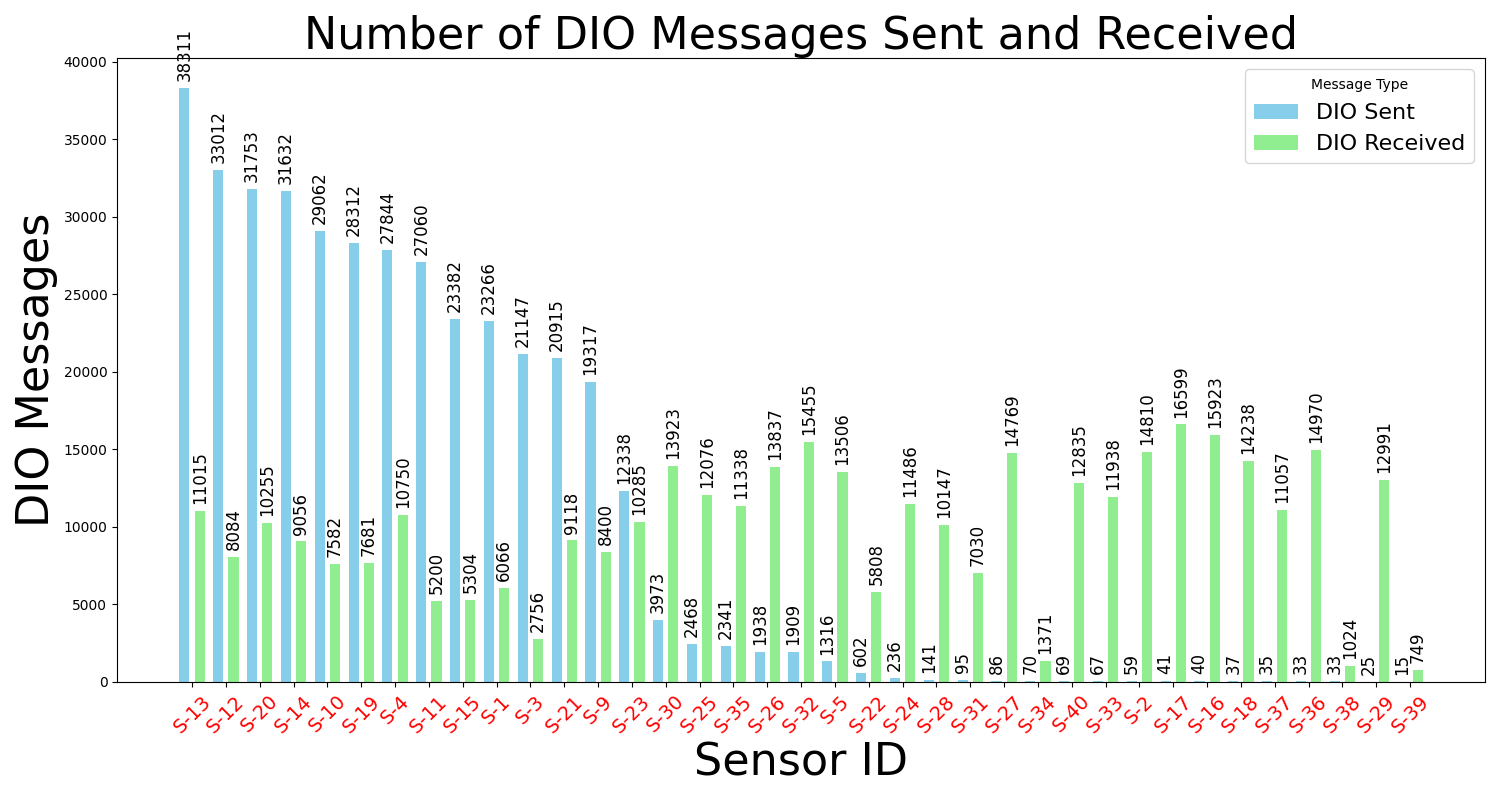 Number of DIO Messages Sent and Received
DIO Messages
40000
35000
30000
25000
20000
15000
10000
5000
0
Message Type
DIO Sent
DIO Received
38311
11015
33012
8084
31753
10255
31632
9056
29062
7582
28312
7681
27844
10750
27060
5200
23382
5304
23266
6066
21147
2756
20915
9118
19317
8400
12338
10285
3973
13923
2468
12076
2341
11338
1938
13837
1909
15455
1316
13506
602
5808
236
11486
141
10147
95
7030
86
14769
70
1371
69
12835
67
11938
59
14810
41
16599
40
15923
37
14238
35
11057
33
14970
33
1024
25
12991
15
749
S-13
S-12
S-20
S-14
S-10
S-19
S-4
S-11
S-15
S-1
S-3
S-21
S-9
S-23
S-30
S-25
S-35
S-26
S-32
S-5
S-22
S-24
S-28
S-31
S-27
S-34
S-40
S-33
S-2
S-17
S-16
S-18
S-37
S-36
S-38
S-29
S-39
Sensor ID